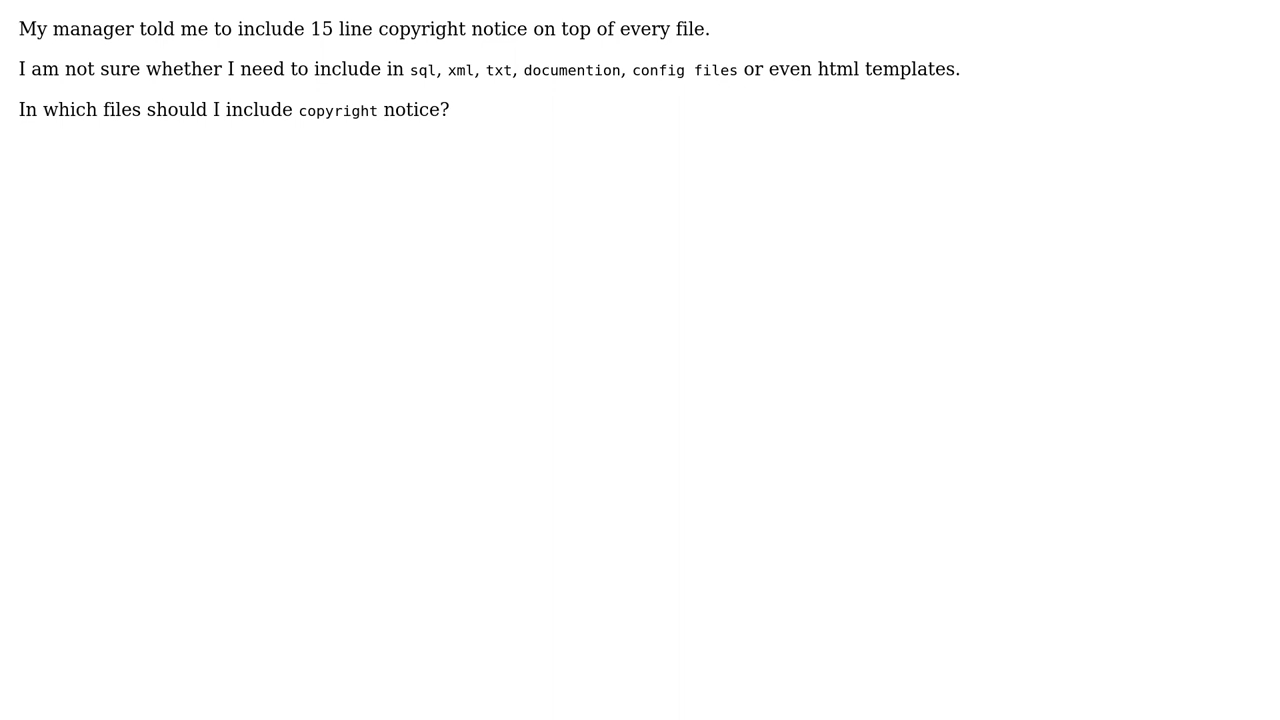 My manager told me to include 15 line copyright notice on top of every file.
I am not sure whether I need to include in sql, xml, txt, documention, config files or even html templates.
In which files should I include copyright notice?